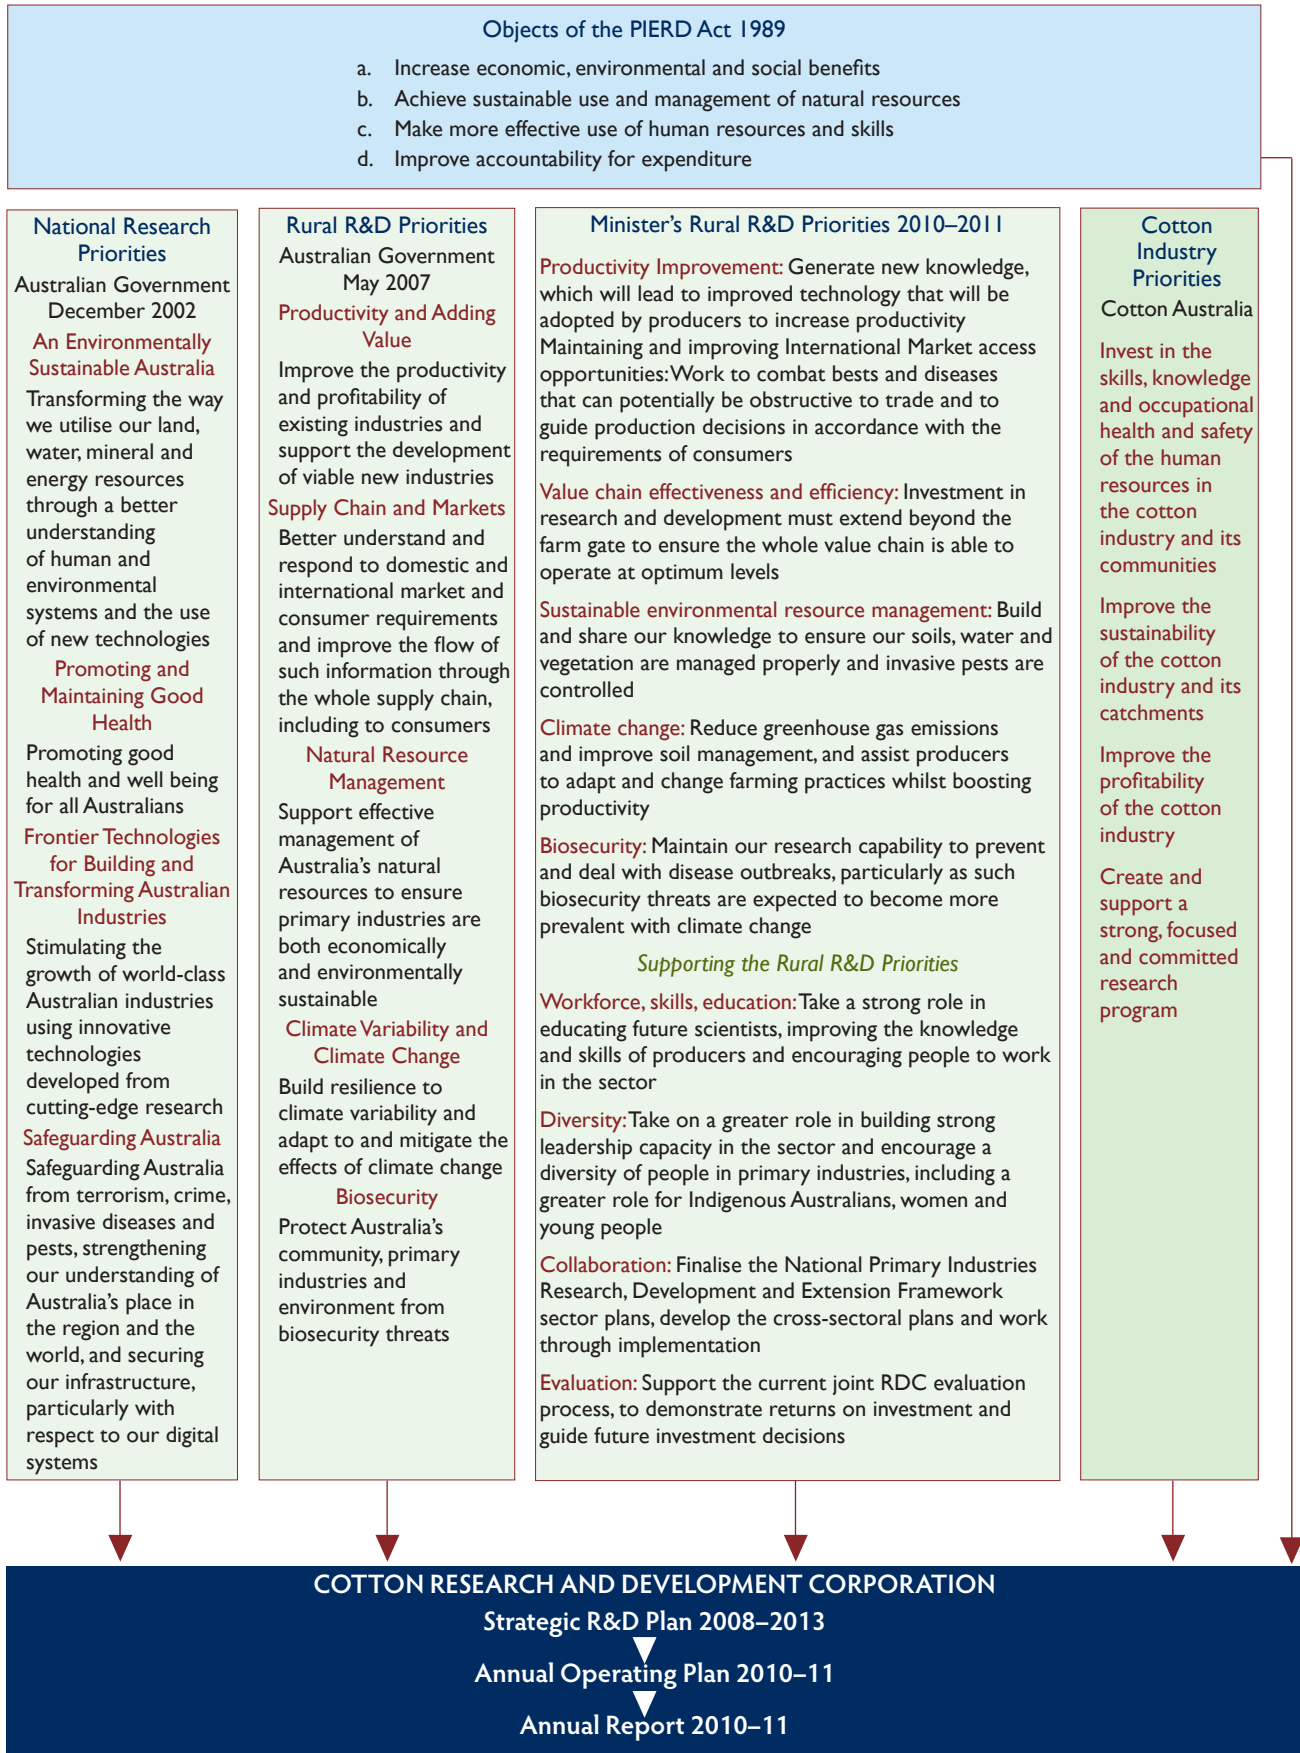 Objects of the PIERD Act 1989
a. Increase economic, environmental and social benefits
b. Achieve sustainable use and management of natural resources
c. Make more effective use of human resources and skills
d. Improve accountability for expenditure
National Research
Priorities
Australian Government
December 2002
An Environmentally
Sustainable Australia
Transforming the way
we utilise our land,
water, mineral and
energy resources
through a better
understanding
of human and
environmental
systems and the use
of new technologies
Promoting and
Maintaining Good
Health
Promoting good
health and well being
for all Australians
Frontier Technologies
for Building and
Transforming Australian
Industries
Stimulating the
growth of world-class
Australian industries
using innovative
technologies
developed from
cutting-edge research
Safeguarding Australia
Safeguarding Australia
from terrorism, crime,
invasive diseases and
pests, strengthening
our understanding of
Australia's place in
the region and the
world, and securing
our infrastructure,
particularly with
respect to our digital
systems
Rural R&D Priorities
Australian Government
May 2007
Productivity and Adding
Value
Improve the productivity
and profitability of
existing industries and
support the development
of viable new industries
Supply Chain and Markets
Better understand and
respond to domestic and
international market and
consumer requirements
and improve the flow of
such information through
the whole supply chain,
including to consumers
Natural Resource
Management
Support effective
management of
Australia's natural
resources to ensure
primary industries are
both economically
and environmentally
sustainable
Climate Variability and
Climate Change
Build resilience to
climate variability and
adapt to and mitigate the
effects of climate change
Biosecurity
Protect Australia's
community, primary
industries and
environment from
biosecurity threats
Minister's Rural R&D Priorities 2010–2011
Productivity Improvement: Generate new knowledge,
which will lead to improved technology that will be
adopted by producers to increase productivity
Maintaining and improving International Market access
opportunities: Work to combat bests and diseases
that can potentially be obstructive to trade and to
guide production decisions in accordance with the
requirements of consumers
Value chain effectiveness and efficiency: Investment in
research and development must extend beyond the
farm gate to ensure the whole value chain is able to
operate at optimum levels
Sustainable environmental resource management: Build
and share our knowledge to ensure our soils, water and
vegetation are managed properly and invasive pests are
controlled
Climate change: Reduce greenhouse gas emissions
and improve soil management, and assist producers
to adapt and change farming practices whilst boosting
productivity
Biosecurity: Maintain our research capability to prevent
and deal with disease outbreaks, particularly as such
biosecurity threats are expected to become more
prevalent with climate change
Supporting the Rural R&D Priorities
Workforce, skills, education: Take a strong role in
educating future scientists, improving the knowledge
and skills of producers and encouraging people to work
in the sector
Diversity: Take on a greater role in building strong
leadership capacity in the sector and encourage a
diversity of people in primary industries, including a
greater role for Indigenous Australians, women and
young people
Collaboration: Finalise the National Primary Industries
Research, Development and Extension Framework
sector plans, develop the cross-sectoral plans and work
through implementation
Evaluation: Support the current joint RDC evaluation
process, to demonstrate returns on investment and
guide future investment decisions
Cotton
Industry
Priorities
Cotton Australia
Invest in the
skills, knowledge
and occupational
health and safety
of the human
resources in
the cotton
industry and its
communities
Improve the
sustainability
of the cotton
industry and its
catchments
Improve the
profitability
of the cotton
industry
Create and
support a
strong, focused
and committed
research
program
COTTON RESEARCH AND DEVELOPMENT CORPORATION
Strategic R&D Plan 2008–2013
Annual Operating Plan 2010–11
Annual Report 2010–11